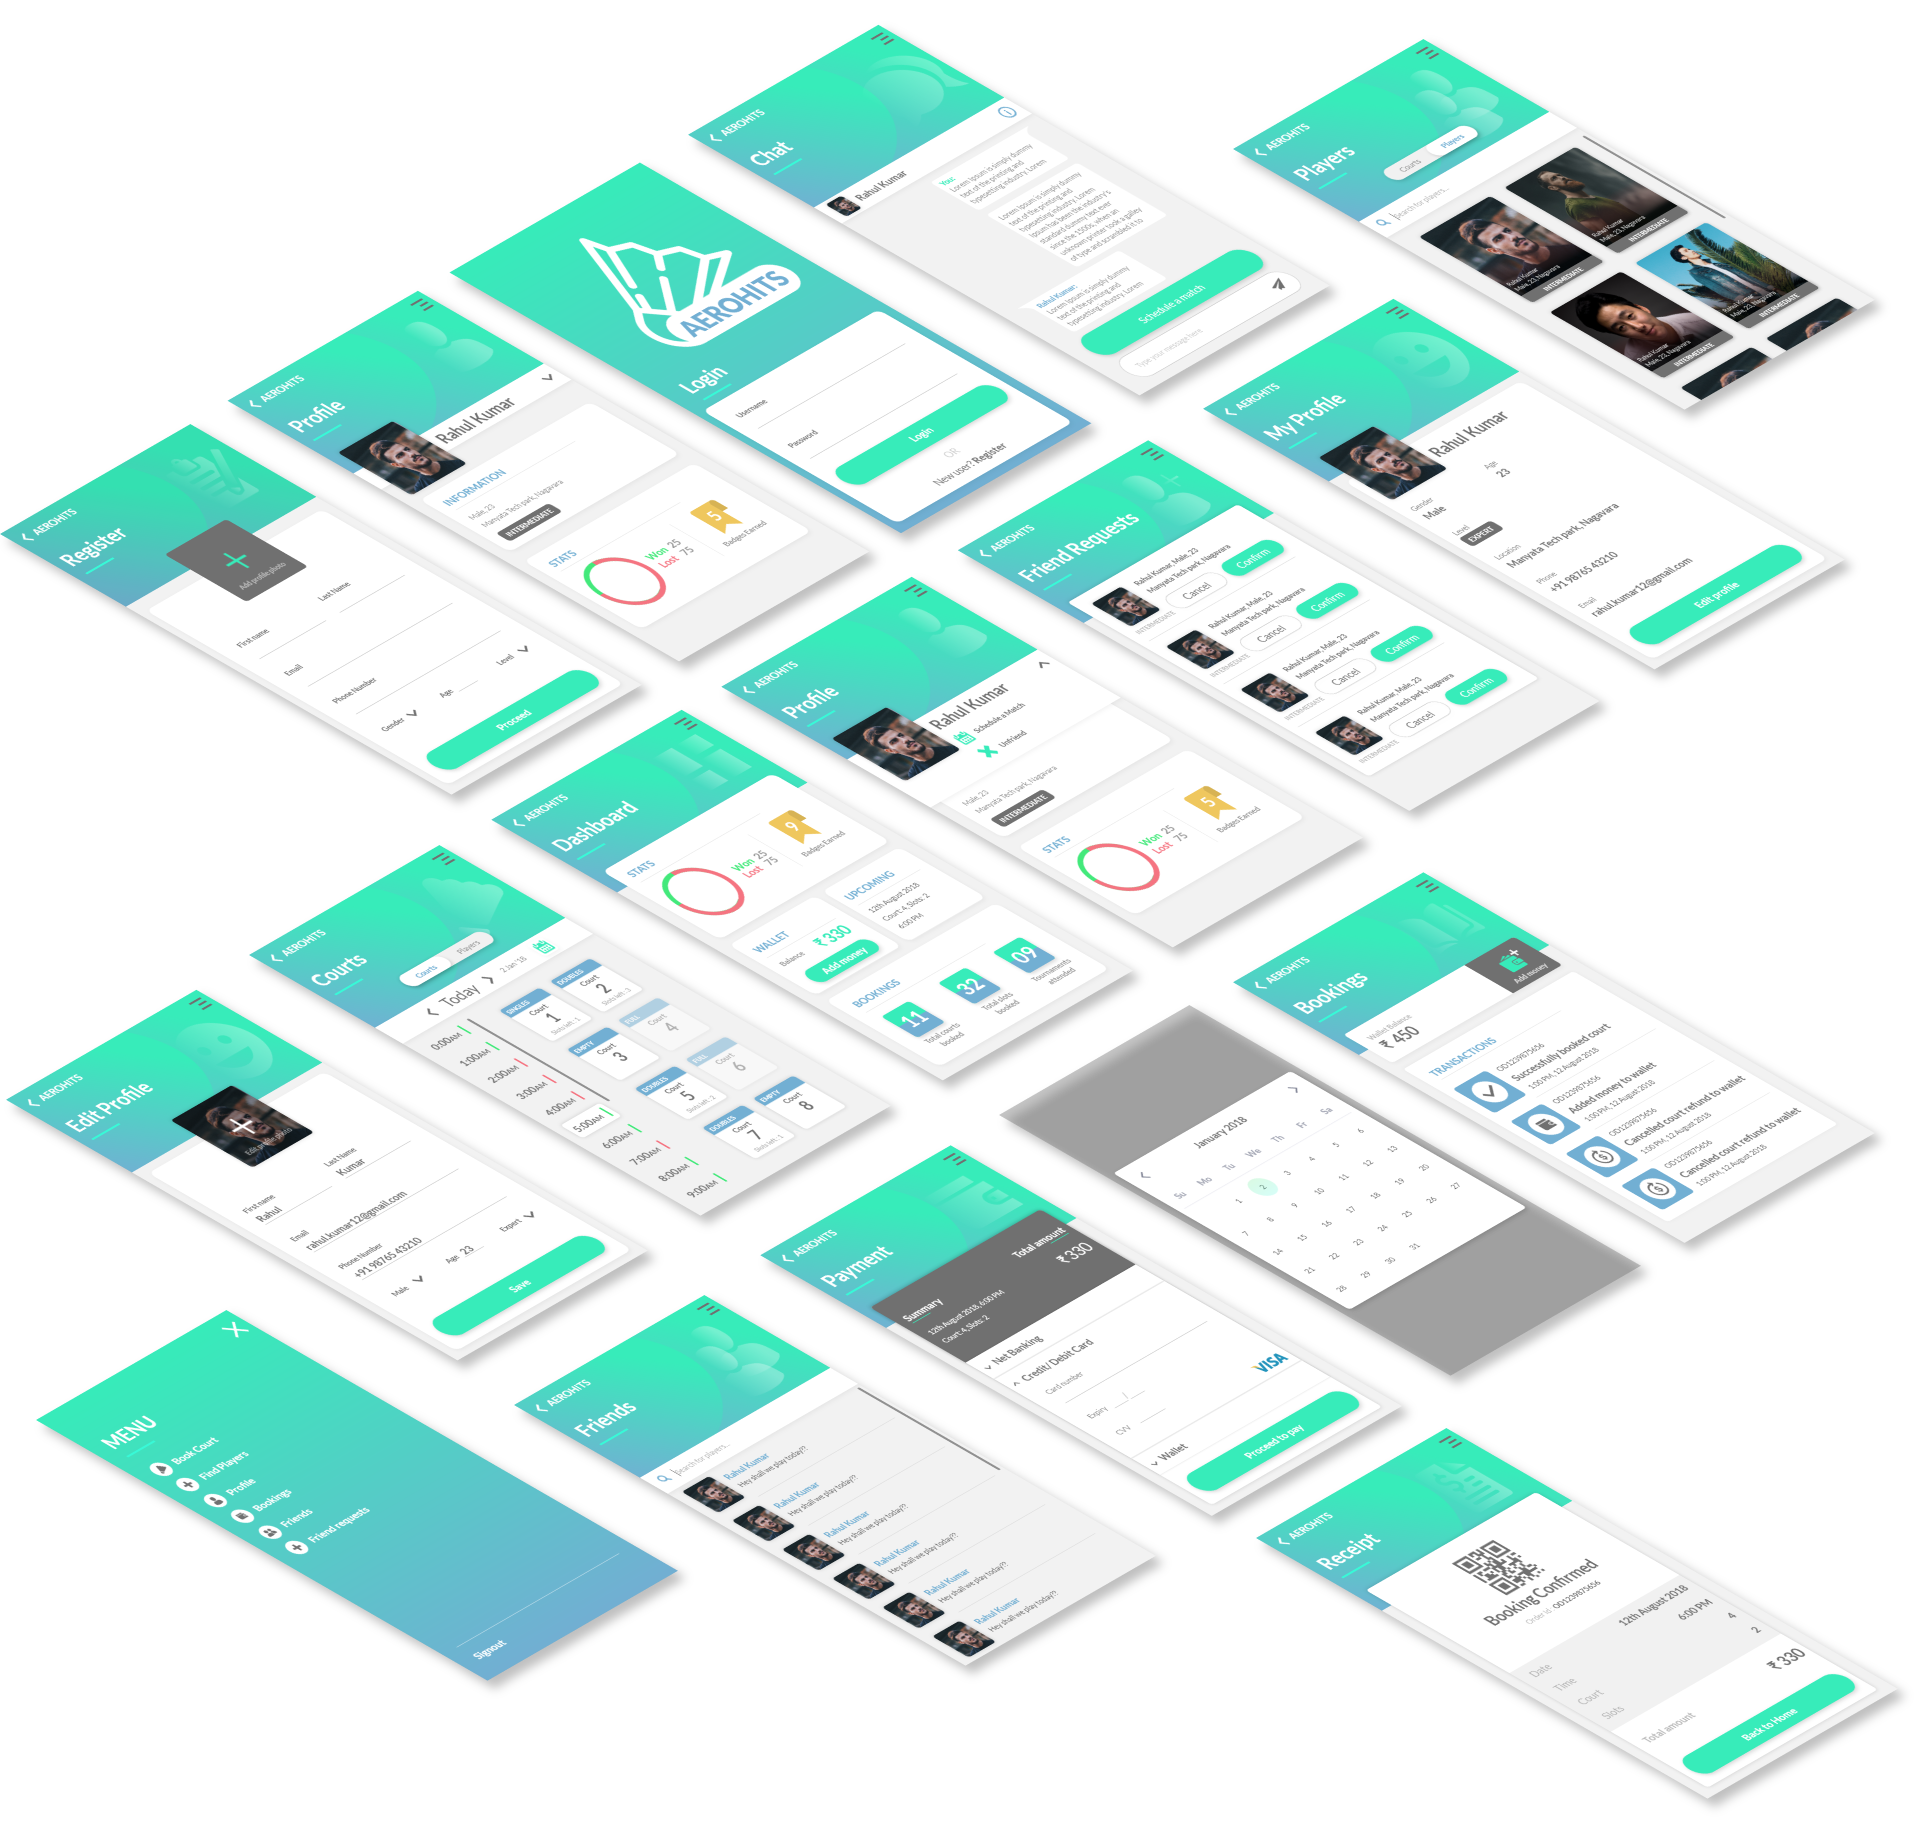 AEROHITS
Chat
Rahul Kumar
You:
Lorem Ipsum is simply dummy
text of the printing and
typesetting industry. Lorem
Lorem Ipsum is simply dummy
text of the printing and
typesetting industry. Lorem
Ipsum has been the industry's
standard dummy text ever
since the 1500s, when an
unknown printer took a galley
of type and scrambled it to
Rahul Kumar:
Lorem Ipsum is simply dummy
text of the printing and
typesetting industry. Lorem
Schedule a match
Type your message here
AEROHITS
Players
Courts
Players
Search for players...
Rahul Kumar
Male, 23, Nagavara
INTERMEDIATE
Rahul Kumar
Male, 23, Nagavara
INTERMEDIATE
Rahul Kumar
Male, 23, Nagavara
INTERMEDIATE
Rahul Kumar
Male, 23, Nagavara
INTERMEDIATE
AEROHITS
Login
Username
Password
Login
OR
New user? Register
AEROHITS
Profile
Rahul Kumar
INFORMATION
Male, 23
Manyata Tech park, Nagavara
INTERMEDIATE
STATS
Won 25
Lost 75
5
Badges Earned
AEROHITS
My Profile
Rahul Kumar
Gender
Male
Age
23
Level
EXPERT
Location
Manyata Tech park, Nagavara
Phone
+91 98765 43210
Email
rahul.kumar12@gmail.com
Edit profile
AEROHITS
Register
Add profile photo
First name
Last Name
Email
Phone Number
Gender
Age
Level
Proceed
AEROHITS
Friend Requests
Rahul Kumar, Male, 23
Manyata Tech park, Nagavara
INTERMEDIATE
Cancel
Confirm
Rahul Kumar, Male, 23
Manyata Tech park, Nagavara
INTERMEDIATE
Cancel
Confirm
Rahul Kumar, Male, 23
Manyata Tech park, Nagavara
INTERMEDIATE
Cancel
Confirm
Rahul Kumar, Male, 23
Manyata Tech park, Nagavara
INTERMEDIATE
Cancel
Confirm
AEROHITS
Profile
Rahul Kumar
Schedule a Match
Unfriend
Male, 23
Manyata Tech park, Nagavara
INTERMEDIATE
STATS
Won 25
Lost 75
5
Badges Earned
AEROHITS
Dashboard
STATS
Won 25
Lost 75
9
Badges Earned
WALLET
Balance
₹ 330
Add money
UPCOMING
12th August 2018
Court: 4, Slots: 2
6:00 PM
BOOKINGS
11
Total courts
booked
32
Total slots
booked
09
Tournaments
attended
AEROHITS
Courts
Courts
Players
Today
2 Jan '18
0:00AM
1:00AM
2:00AM
3:00AM
4:00AM
5:00AM
6:00AM
7:00AM
8:00AM
9:00AM
SINGLES
Court
1
Slots left : 1
DOUBLES
Court
2
Slots left : 3
EMPTY
Court
3
FULL
Court
4
DOUBLES
Court
5
Slots left : 3
FULL
Court
6
DOUBLES
Court
7
Slots left : 1
EMPTY
Court
8
AEROHITS
Bookings
Add money
Wallet Balance
₹ 450
TRANSACTIONS
OD1239875656
Successfully booked court
1:00 PM, 12 August 2018
OD1239875656
Added money to wallet
1:00 PM, 12 August 2018
OD1239875656
Cancelled court refund to wallet
1:00 PM, 12 August 2018
OD1239875656
Cancelled court refund to wallet
1:00 PM, 12 August 2018
AEROHITS
Edit Profile
Edit profile photo
First name
Rahul
Last Name
Kumar
Email
rahul.kumar12@gmail.com
Phone Number
+91 98765 43210
Male
Age 23
Expert
Save
January 2018
Su Mo Tu We Th Fr Sa
1 2 3 4 5 6
7 8 9 10 11 12 13
14 15 16 17 18 19 20
21 22 23 24 25 26 27
28 29 30 31
AEROHITS
Payment
Summary
12th August 2018, 6:00 PM
Court: 4, Slots: 2
Total amount
₹ 330
Net Banking
Credit/ Debit Card
Card number
Expiry
/
CVV
VISA
Wallet
Proceed to pay
MENU
Book Court
Find Players
Profile
Bookings
Friends
Friend requests
Signout
AEROHITS
Friends
Search for players...
Rahul Kumar
Hey shall we play today??
Rahul Kumar
Hey shall we play today??
Rahul Kumar
Hey shall we play today??
Rahul Kumar
Hey shall we play today??
Rahul Kumar
Hey shall we play today??
Rahul Kumar
Hey shall we play today??
AEROHITS
Receipt
Booking Confirmed
Order Id OD1239875656
Date 12th August 2018
Time 6:00 PM
Court 4
Slots 2
Total amount ₹ 330
Back to Home